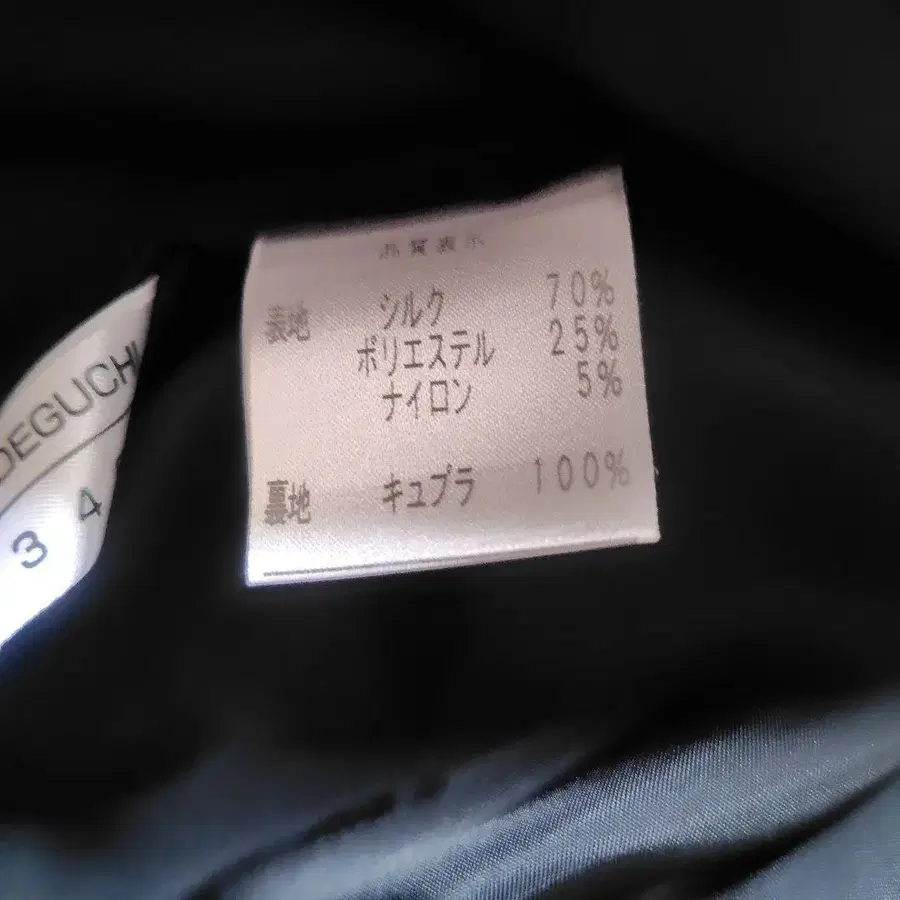 品質表示
表地 シルク 70%
ポリエステル 25%
ナイロン 5%
裏地 キュプラ 100%
DEGUCHI
3 4